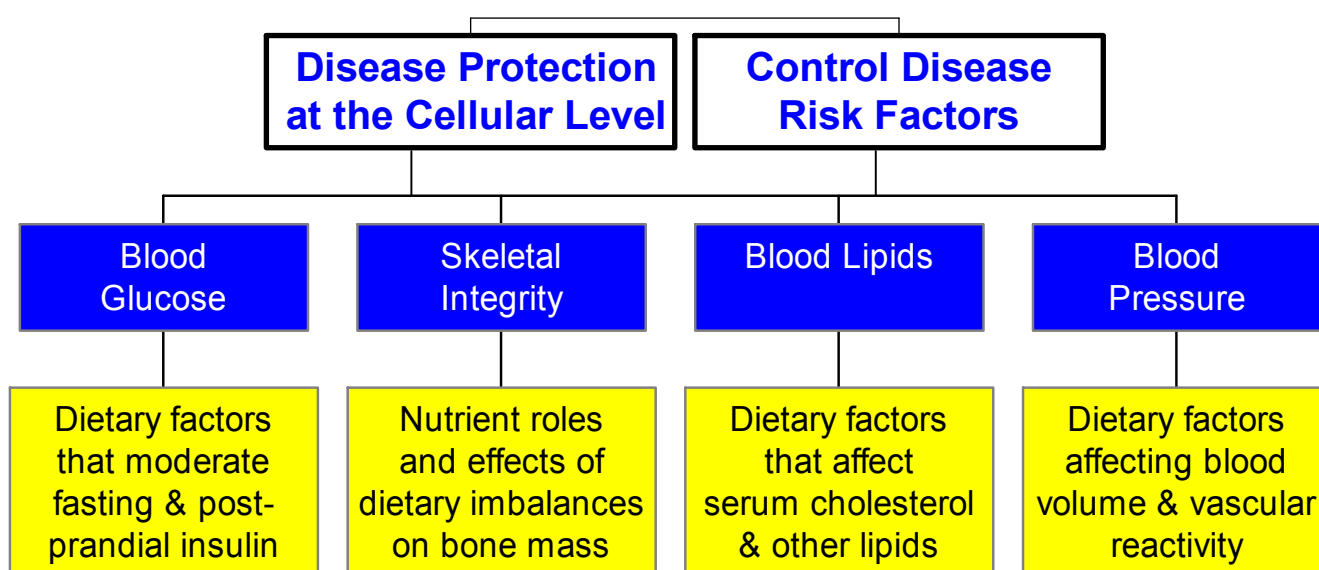 Disease Protection
at the Cellular Level
Control Disease
Risk Factors
Blood
Glucose
Skeletal
Integrity
Blood Lipids
Blood
Pressure
Dietary factors
that moderate
fasting & post-
prandial insulin
Nutrient roles
and effects of
dietary imbalances
on bone mass
Dietary factors
that affect
serum cholesterol
& other lipids
Dietary factors
affecting blood
volume & vascular
reactivity